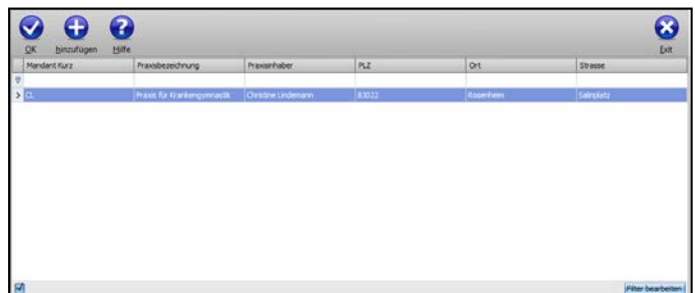 OK hinzufügen Hilfe Exit
Mandant Kurz Praxisbezeichnung Praxisinhaber PLZ Ort Strasse
CL Praxis für Krankengymnastik Christine Lindemann 83022 Rosenheim Salinplatz
Filter bearbeiten